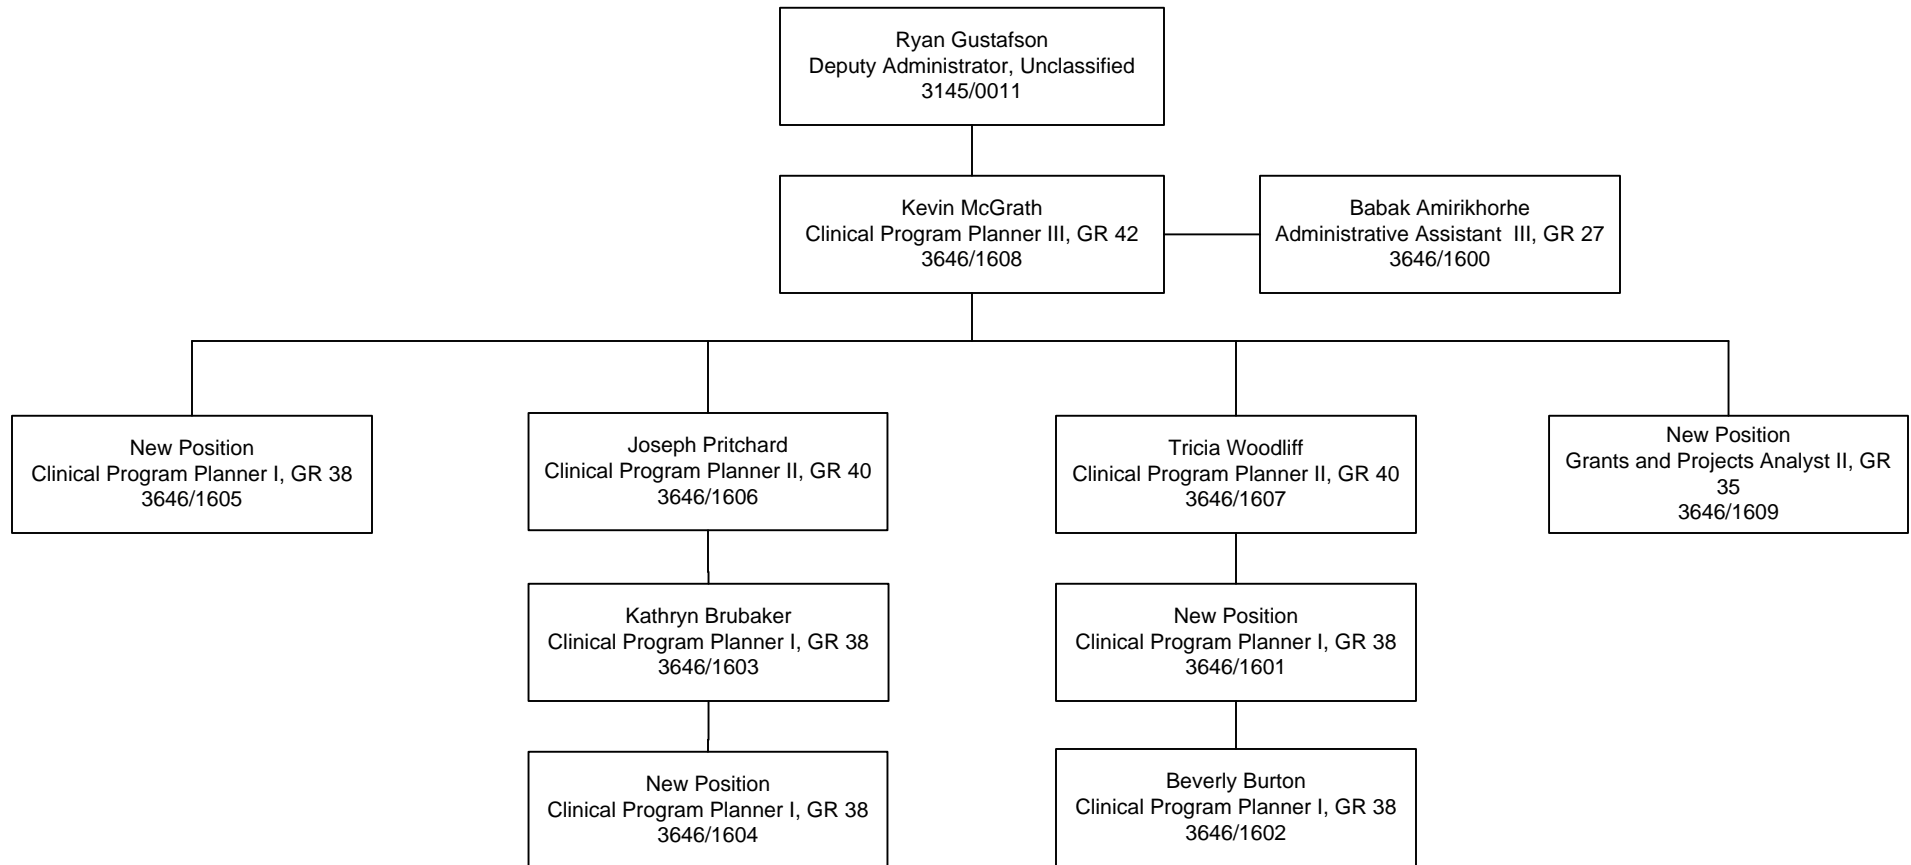 Ryan Gustafson
Deputy Administrator, Unclassified
3145/0011
Kevin McGrath
Clinical Program Planner III, GR 42
3646/1608
Babak Amirikhorhe
Administrative Assistant  III, GR 27
3646/1600
New Position
Clinical Program Planner I, GR 38
3646/1605
Joseph Pritchard
Clinical Program Planner II, GR 40
3646/1606
Tricia Woodliff
Clinical Program Planner II, GR 40
3646/1607
New Position
Grants and Projects Analyst II, GR
35
3646/1609
Kathryn Brubaker
Clinical Program Planner I, GR 38
3646/1603
New Position
Clinical Program Planner I, GR 38
3646/1601
New Position
Clinical Program Planner I, GR 38
3646/1604
Beverly Burton
Clinical Program Planner I, GR 38
3646/1602